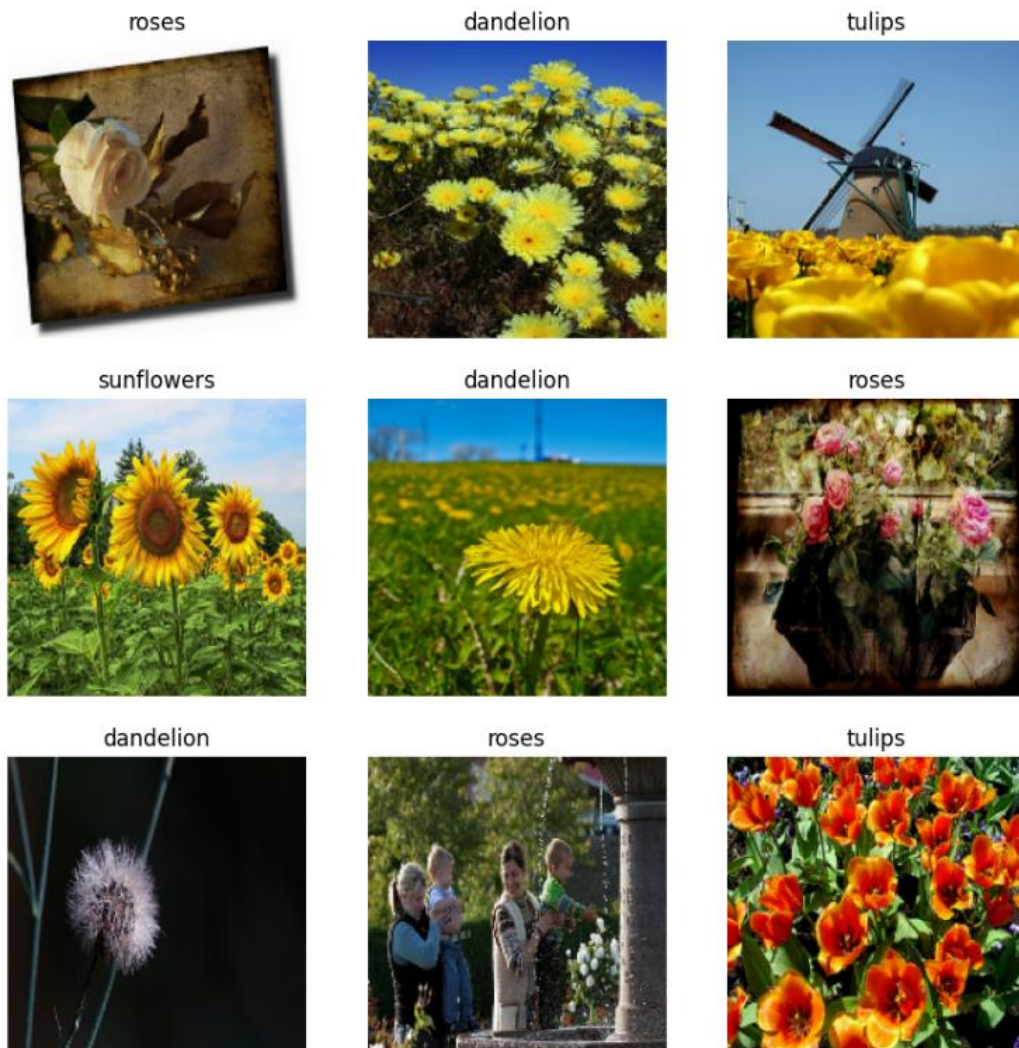 roses
dandelion
tulips
sunflowers
dandelion
roses
dandelion
roses
tulips